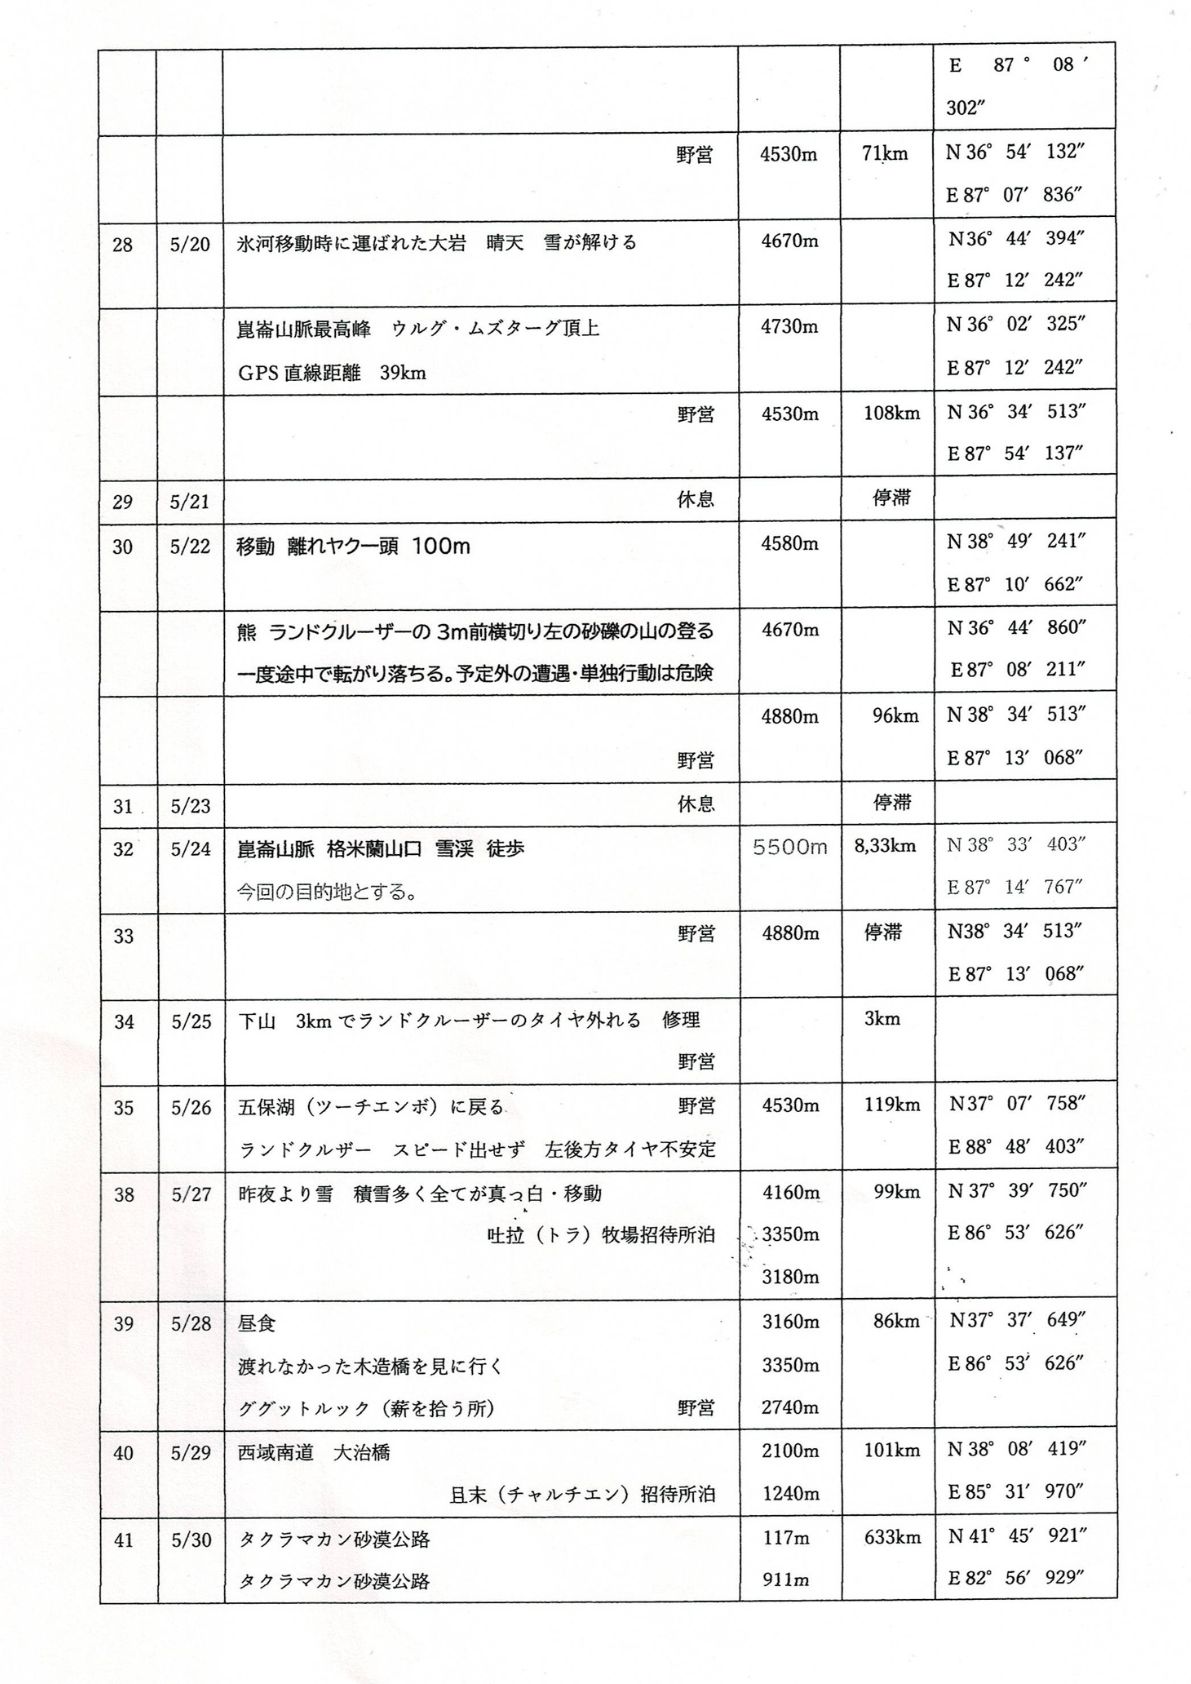 E 87° 08′
302″
野営 4530m 71km N 36° 54′ 132″
E 87° 07′ 836″
28 5/20 氷河移動時に運ばれた大岩 晴天 雪が解ける 4670m N36° 44′ 394″
E 87° 12′ 242″
崑崙山脈最高峰 ウルグ・ムズターグ頂上 4730m N 36° 02′ 325″
GPS 直線距離 39km E 87° 12′ 242″
野営 4530m 108km N 36° 34′ 513″
E 87° 54′ 137″
29 5/21 休息 停滞
30 5/22 移動 離れヤク一頭 100m 4580m N 38° 49′ 241″
E 87° 10′ 662″
熊 ランドクルーザーの3m前横切り左の砂礫の山の登る 4670m N 36° 44′ 860″
一度途中で転がり落ちる。予定外の遭遇・単独行動は危険 E 87° 08′ 211″
4880m 96km N 38° 34′ 513″
野営 E 87° 13′ 068″
31 5/23 休息 停滞
32 5/24 崑崙山脈 格米蘭山口 雪渓 徒歩 5500m 8,33km N 38° 33′ 403″
今回の目的地とする。 E 87° 14′ 767″
33 野営 4880m 停滞 N38° 34′ 513″
E 87° 13′ 068″
34 5/25 下山 3km でランドクルーザーのタイヤ外れる 修理 3km
野営
35 5/26 五保湖（ツーチエンボ）に戻る 野営 4530m 119km N37° 07′ 758″
ランドクルザー スピード出せず 左後方タイヤ不安定 E 88° 48′ 403″
38 5/27 昨夜より雪 積雪多く全てが真っ白・移動 4160m 99km N 37° 39′ 750″
吐拉（トラ）牧場招待所泊 3350m E 86° 53′ 626″
3180m
39 5/28 昼食 3160m 86km N37° 37′ 649″
渡れなかった木造橋を見に行く 3350m E 86° 53′ 626″
ググットルック（薪を拾う所） 野営 2740m
40 5/29 西域南道 大治橋 2100m 101km N 38° 08′ 419″
且末（チャルチエン）招待所泊 1240m E 85° 31′ 970″
41 5/30 タクラマカン砂漠公路 117m 633km N 41° 45′ 921″
タクラマカン砂漠公路 911m E 82° 56′ 929″